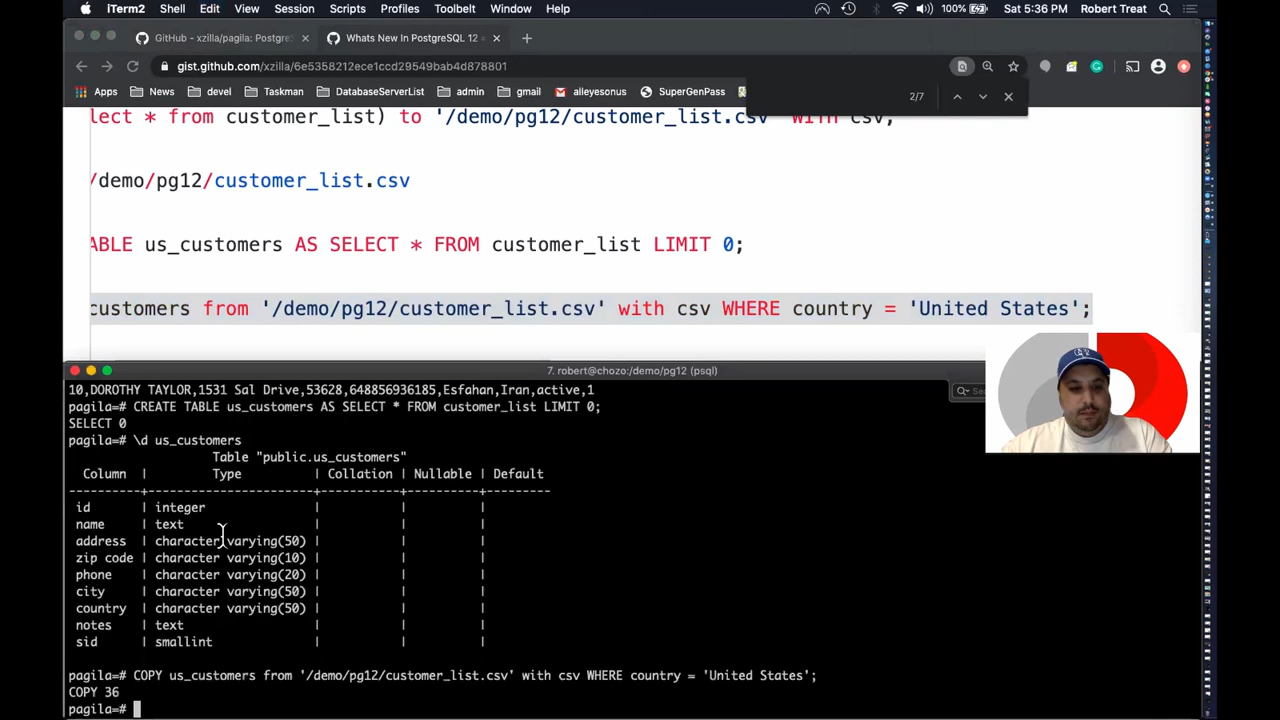 iTerm2 Shell Edit View Session Scripts Profiles Toolbelt Window Help 100% Sat 5:36 PM Robert Treat
GitHub - xzilla/pagila: Postgre Whats New In PostgreSQL 12
gist.github.com/xzilla/6e5358212ece1ccd29549bab4d878801
Apps News devel Taskman DatabaseServerList admin gmail alleyesonus SuperGenPass
2/7
lect * from customer_list) to '/demo/pg12/customer_list.csv' WITH csv;
/demo/pg12/customer_list.csv
ABLE us_customers AS SELECT * FROM customer_list LIMIT 0;
customers from '/demo/pg12/customer_list.csv' with csv WHERE country = 'United States';
7. robert@chozo:/demo/pg12 (psql)
10,DOROTHY TAYLOR,1531 Sal Drive,53628,648856936185,Esfahan,Iran,active,1
pagila=# CREATE TABLE us_customers AS SELECT * FROM customer_list LIMIT 0;
SELECT 0
pagila=# \d us_customers
Table "public.us_customers"
Column | Type | Collation | Nullable | Default
----------+-----------------------+-----------+----------+---------
id | integer | | |
name | text | | |
address | character varying(50) | | |
zip code | character varying(10) | | |
phone | character varying(20) | | |
city | character varying(50) | | |
country | character varying(50) | | |
notes | text | | |
sid | smallint | | |
pagila=# COPY us_customers from '/demo/pg12/customer_list.csv' with csv WHERE country = 'United States';
COPY 36
pagila=#